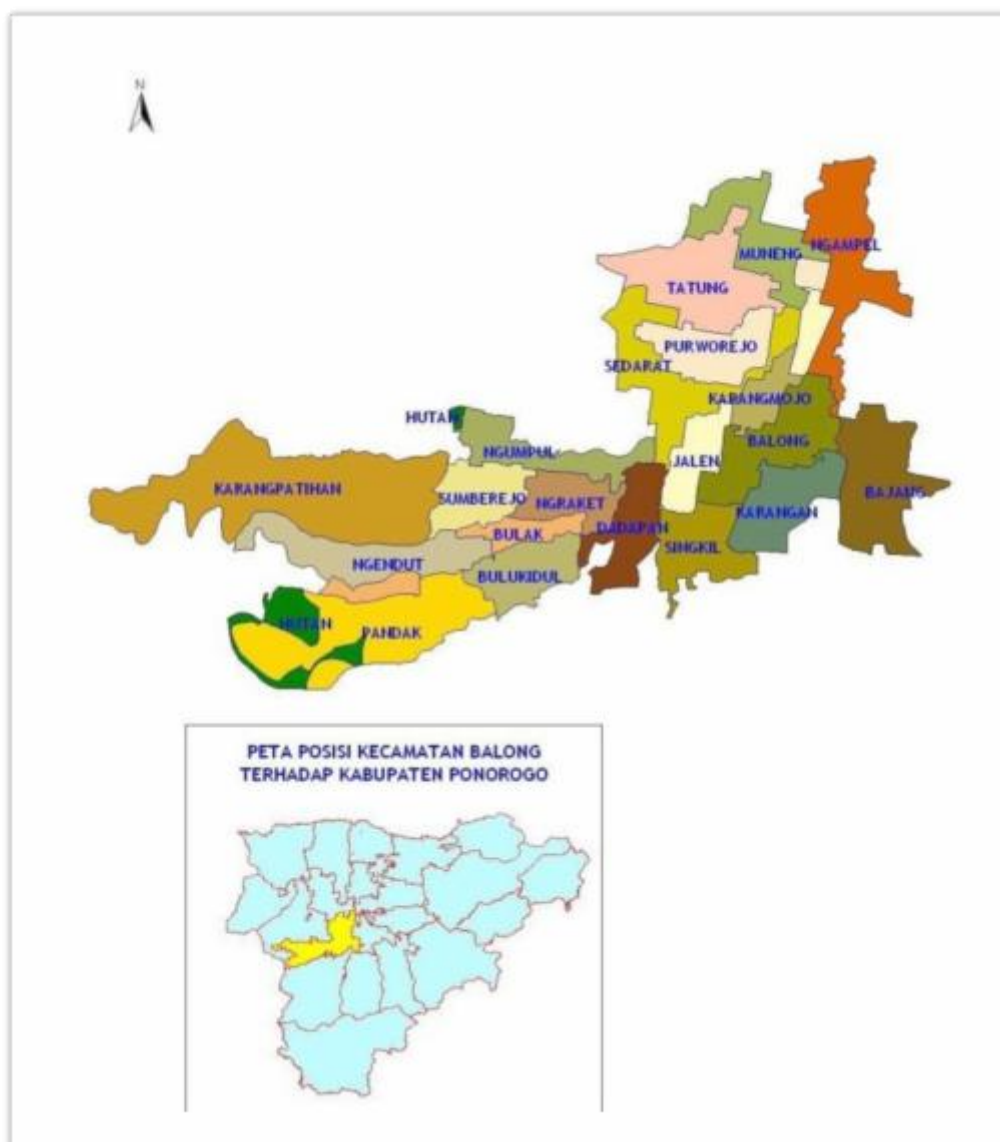 N
MUNENG
NGAMPEL
TATUNG
PURWOREJO
SEDARAT
KARANGMOJO
HUTAN
BALONG
NGUMPUL
JALEN
KARANGPATIHAN
SUMBEREJO
NGRAKET
BAJANG
KARANGAN
DADAPAN
BULAK
SINGKIL
NGENDUT
BULUKIDUL
HUTAN
PANDAK
PETA POSISI KECAMATAN BALONG
TERHADAP KABUPATEN PONOROGO